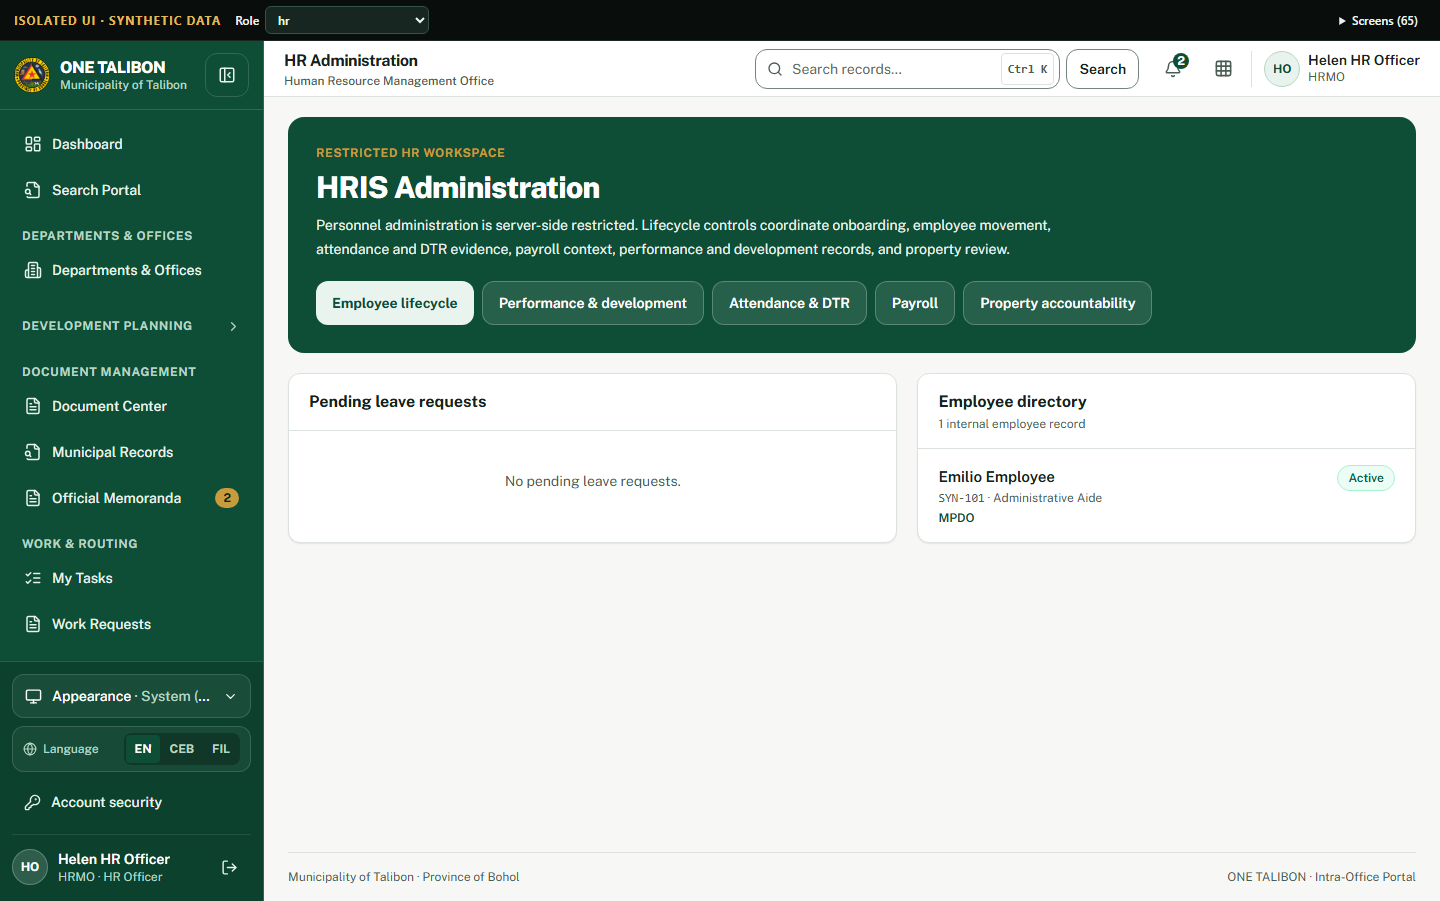 ISOLATED UI · SYNTHETIC DATA Role hr Screens (65)
ONE TALIBON
Municipality of Talibon
Dashboard
Search Portal
DEPARTMENTS & OFFICES
Departments & Offices
DEVELOPMENT PLANNING
DOCUMENT MANAGEMENT
Document Center
Municipal Records
Official Memoranda 2
WORK & ROUTING
My Tasks
Work Requests
Appearance · System (...
Language EN CEB FIL
Account security
HO Helen HR Officer
HRMO · HR Officer
HR Administration
Human Resource Management Office
Search records... Ctrl K Search 2
HO Helen HR Officer
HRMO
RESTRICTED HR WORKSPACE
HRIS Administration
Personnel administration is server-side restricted. Lifecycle controls coordinate onboarding, employee movement,
attendance and DTR evidence, payroll context, performance and development records, and property review.
Employee lifecycle Performance & development Attendance & DTR Payroll Property accountability
Pending leave requests
No pending leave requests.
Employee directory
1 internal employee record
Emilio Employee Active
SYN-101 · Administrative Aide
MPDO
Municipality of Talibon · Province of Bohol ONE TALIBON · Intra-Office Portal